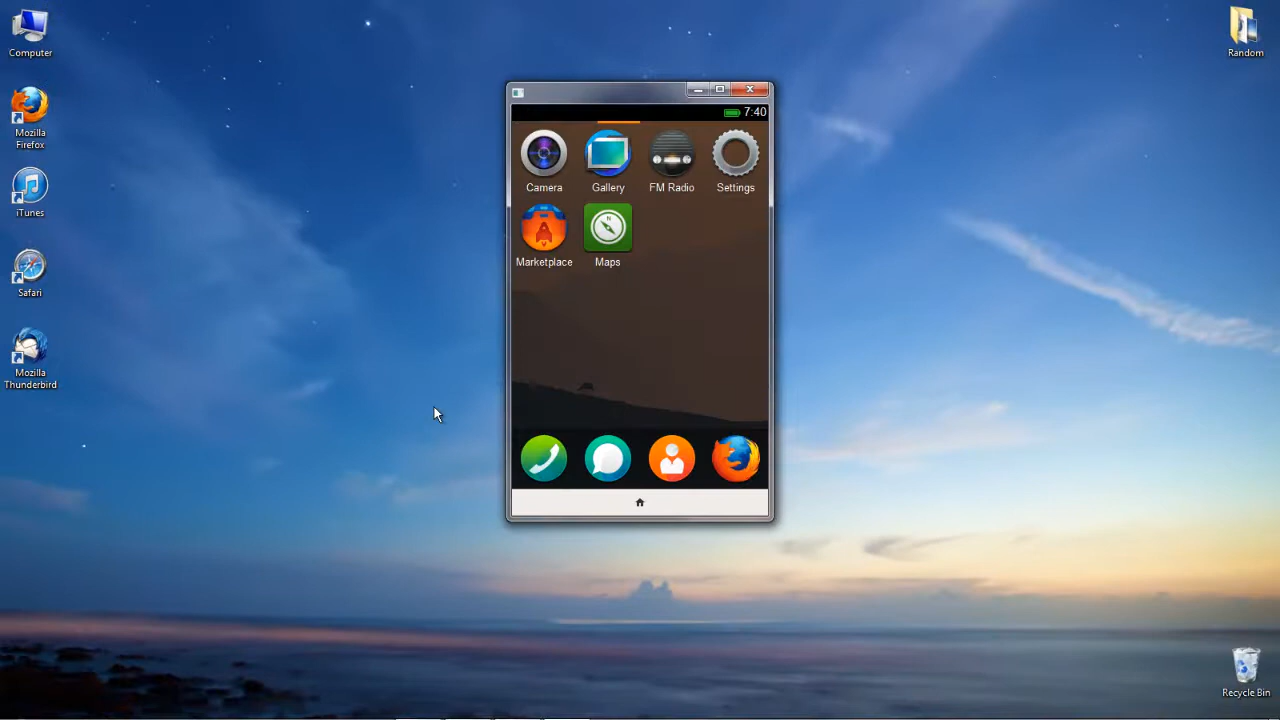 Computer
Random
Mozilla
Firefox
iTunes
Safari
Mozilla
Thunderbird
7:40
Camera
Gallery
FM Radio
Settings
Marketplace
Maps
N
Recycle Bin